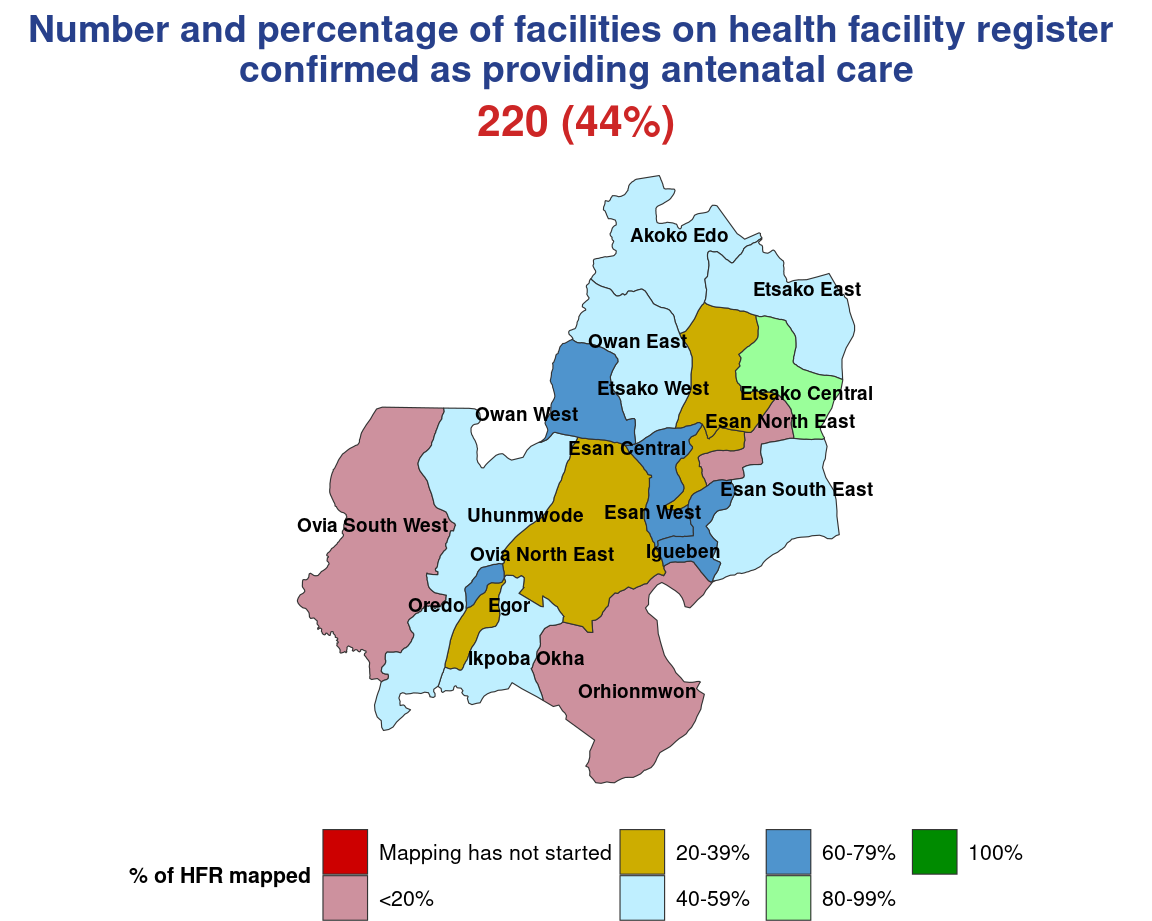 Number and percentage of facilities on health facility register
confirmed as providing antenatal care
220 (44%)
Akoko Edo
Etsako East
Owan East
Etsako West
Etsako Central
Owan West
Esan North East
Esan Central
Esan South East
Esan West
Uhunmwode
Ovia South West
Igueben
Ovia North East
Oredo
Egor
Ikpoba Okha
Orhionmwon
% of HFR mapped
Mapping has not started
<20%
20-39%
40-59%
60-79%
80-99%
100%